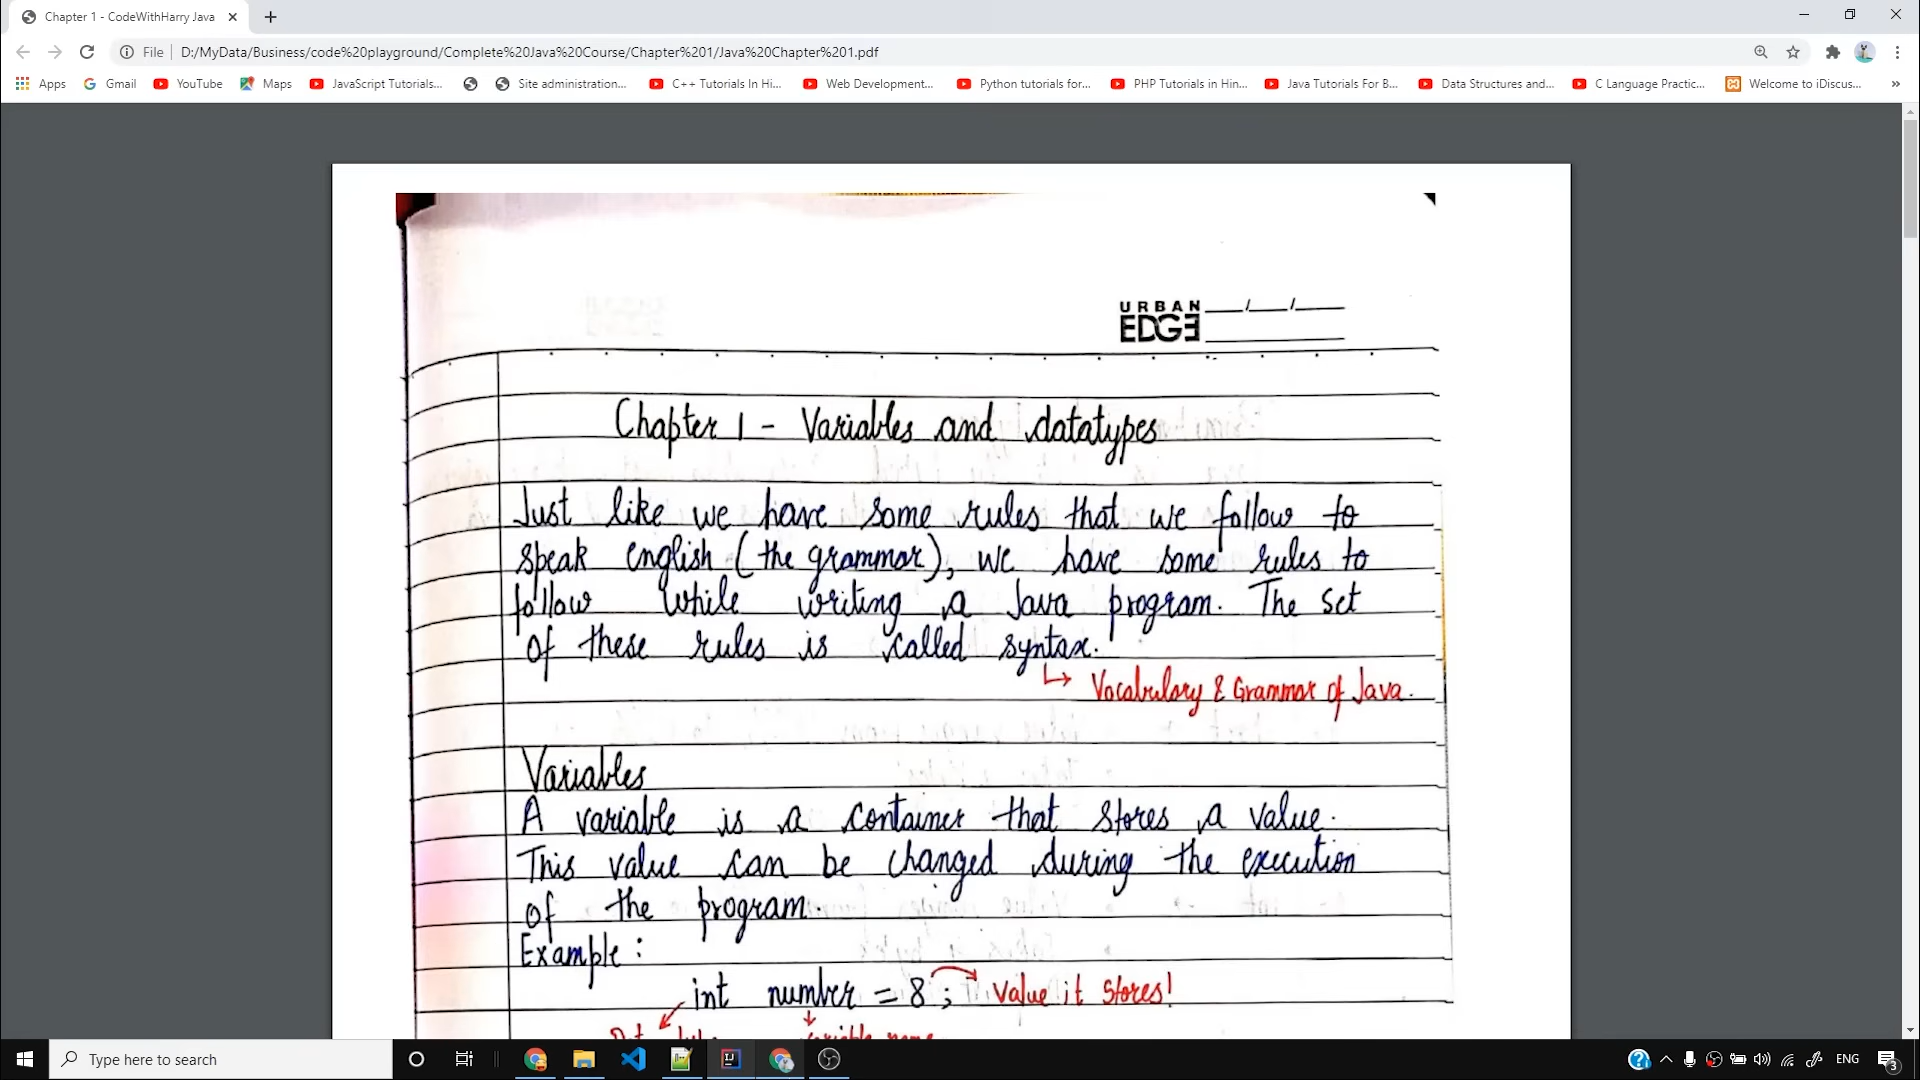 Chapter 1 - CodeWithHarry Java
File
D:/MyData/Business/code%20playground/Complete%20Java%20Course/Chapter%201/Java%20Chapter%201.pdf
Apps
Gmail
YouTube
Maps
JavaScript Tutorials...
Site administration...
C++ Tutorials In Hi...
Web Development...
Python tutorials for...
PHP Tutorials in Hin...
Java Tutorials For B...
Data Structures and...
C Language Practic...
Welcome to iDiscus...
URBAN
EDGE
Chapter 1 - Variables and datatypes
Just like we have some rules that we follow to
speak english (the grammar), we have some rules to
follow while writing a Java program. The set
of these rules is called syntax.
↳ Vocabulary & Grammar of Java.
Variables
A variable is a container that stores a value.
This value can be changed during the execution
of the program.
Example:
int number = 8; Value it stores!
Type here to search
ENG
3